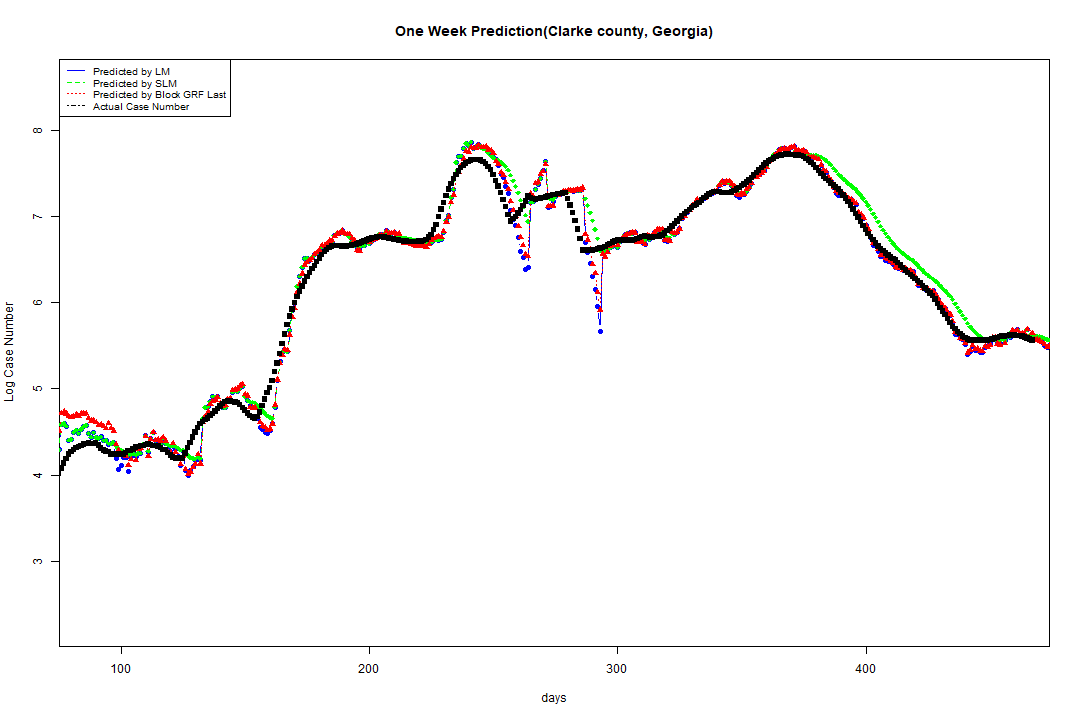 One Week Prediction(Clarke county, Georgia)
Predicted by LM
Predicted by SLM
Predicted by Block GRF Last
Actual Case Number
8
7
6
5
4
3
Log Case Number
100 200 300 400
days